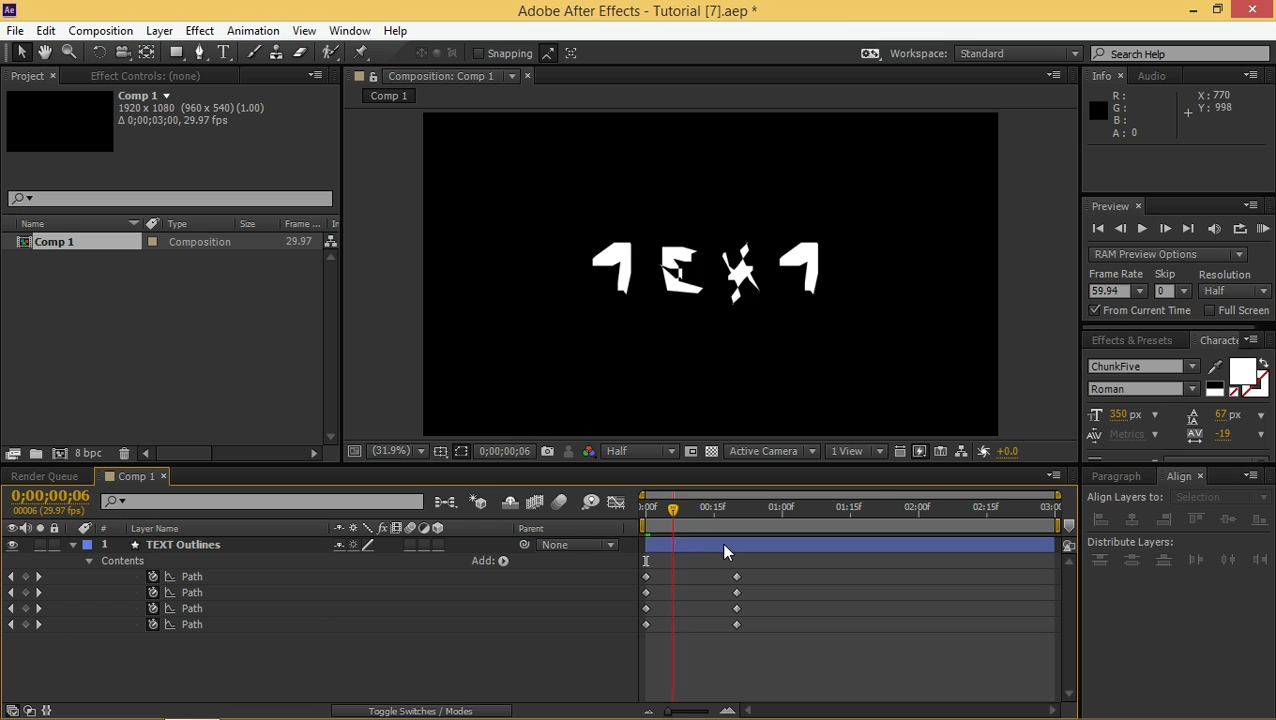 Ae Adobe After Effects - Tutorial [7].aep *
File Edit Composition Layer Effect Animation View Window Help
Snapping Workspace: Standard Search Help
Project Effect Controls: (none) Composition: Comp 1 Info Audio
Comp 1
1920 x 1080 (960 x 540) (1.00)
Δ 0;00;03;00, 29.97 fps
Comp 1
R: X: 770
G: Y: 998
B:
A: 0
Preview
RAM Preview Options
Frame Rate Skip Resolution
59.94 0 Half
From Current Time Full Screen
Name Type Size Frame ... In
Comp 1 Composition 29.97
TEXT
Effects & Presets Characte
ChunkFive
Roman
350 px 67 px
Metrics -19
8 bpc (31.9%) 0;00;00;06 Half Active Camera 1 View +0.0
Render Queue Comp 1 Paragraph Align
0;00;00;06
00006 (29.97 fps)
:00f 00:15f 01:00f 01:15f 02:00f 02:15f 03:00
# Layer Name Parent
1 TEXT Outlines None
Contents Add:
Path
Path
Path
Path
Toggle Switches / Modes
Align Layers to: Selection
Distribute Layers: